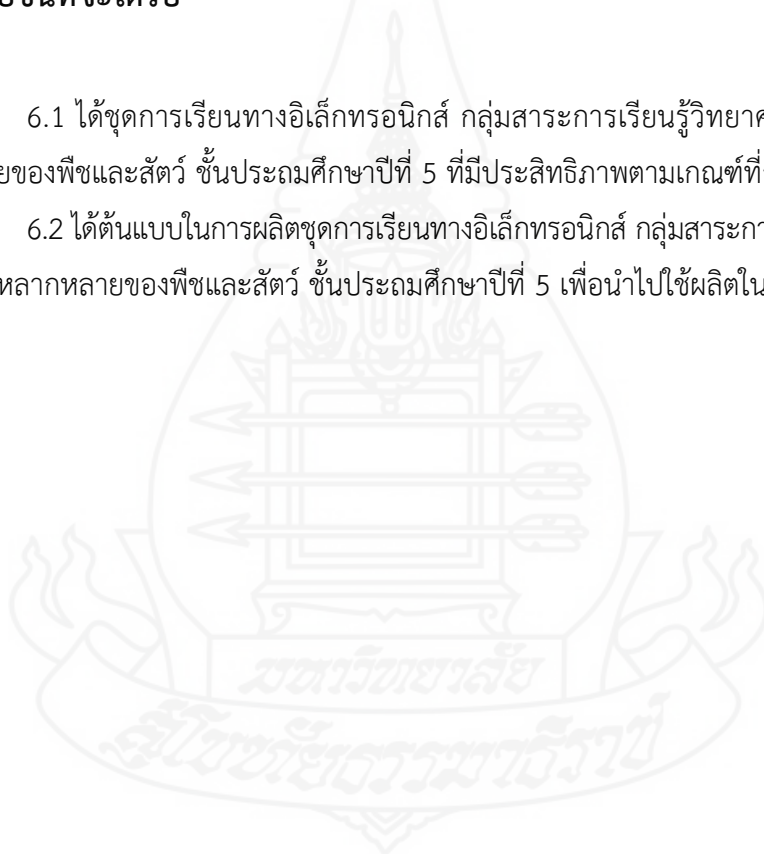 6.1 ได้ชุดการเรียนทางอิเล็กทรอนิกส์ กลุ่มสาระการเรียนรู้วิทยาศ
ยของพืชและสัตว์ ชั้นประถมศึกษาปีที่ 5 ที่มีประสิทธิภาพตามเกณฑ์ที่
6.2 ได้ต้นแบบในการผลิตชุดการเรียนทางอิเล็กทรอนิกส์ กลุ่มสาระกา
หลากหลายของพืชและสัตว์ ชั้นประถมศึกษาปีที่ 5 เพื่อนำไปใช้ผลิตใน
มหาวิทยาลัย
สุโขทัยธรรมาธิราช